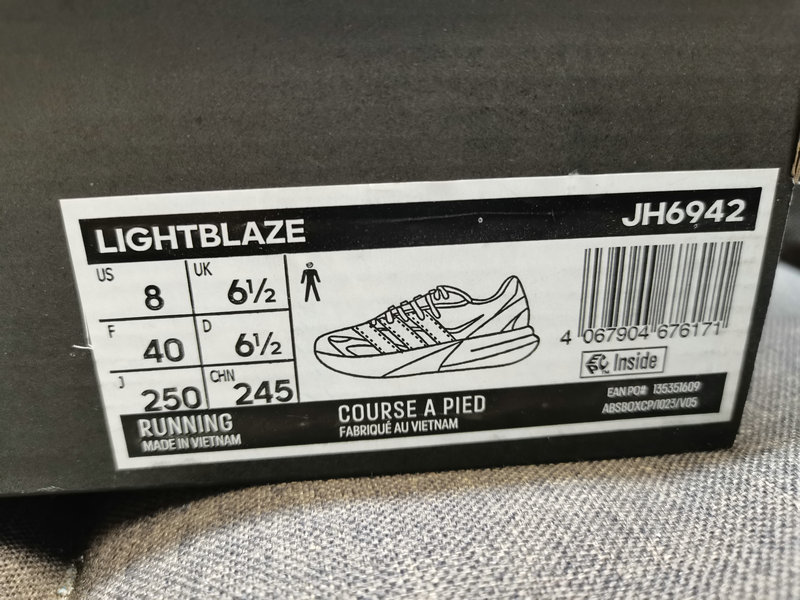 LIGHTBLAZE JH6942
US 8 UK 6½
F 40 D 6½
J 250 CHN 245
4 067904 676171
Inside
RUNNING COURSE A PIED
MADE IN VIETNAM FABRIQUÉ AU VIETNAM
EAN PO# 135351609
ABSBOXCP/1023/V05